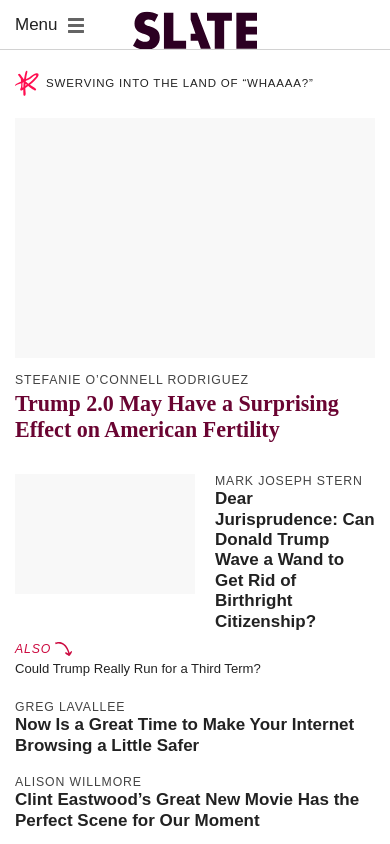 Menu
SLATE
SWERVING INTO THE LAND OF “WHAAAA?”
STEFANIE O’CONNELL RODRIGUEZ
Trump 2.0 May Have a Surprising
Effect on American Fertility
MARK JOSEPH STERN
Dear
Jurisprudence: Can
Donald Trump
Wave a Wand to
Get Rid of
Birthright
Citizenship?
ALSO
Could Trump Really Run for a Third Term?
GREG LAVALLEE
Now Is a Great Time to Make Your Internet
Browsing a Little Safer
ALISON WILLMORE
Clint Eastwood’s Great New Movie Has the
Perfect Scene for Our Moment